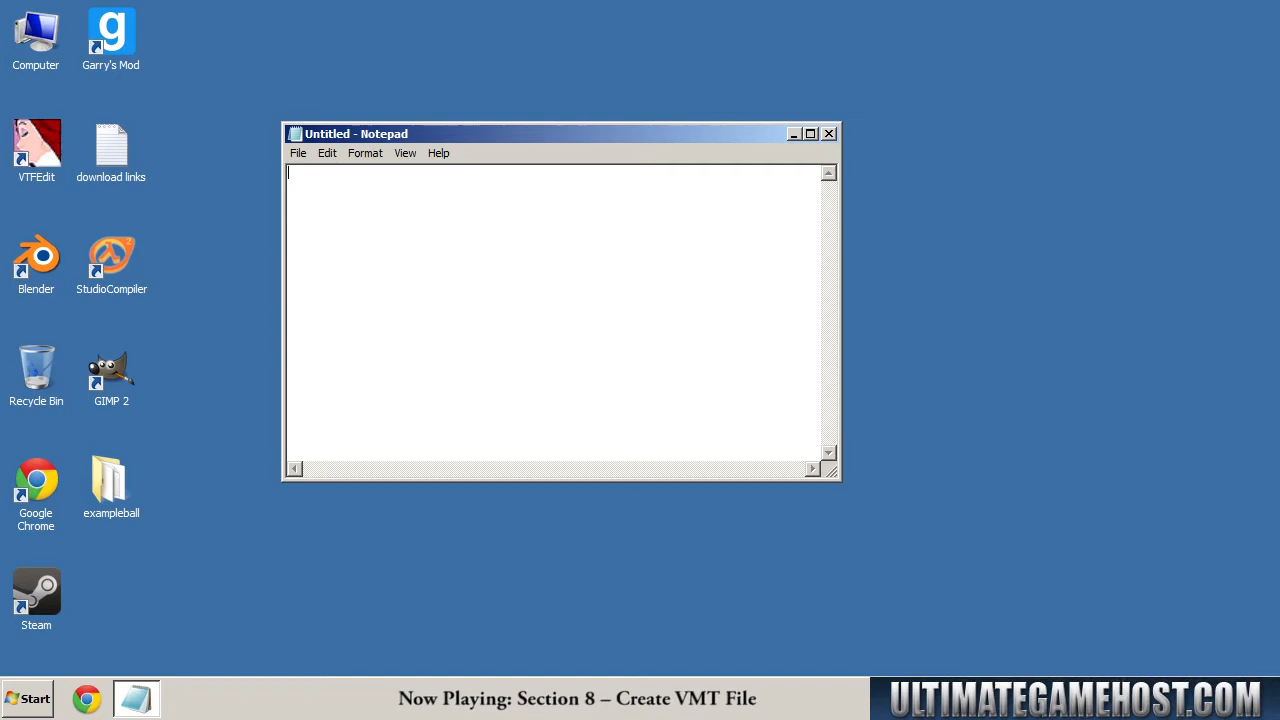 Computer
Garry's Mod
VTFEdit
download links
Blender
StudioCompiler
Recycle Bin
GIMP 2
Google
Chrome
exampleball
Steam
Untitled - Notepad
File Edit Format View Help
Start
Now Playing: Section 8 – Create VMT File
ULTIMATEGAMEHOST.COM